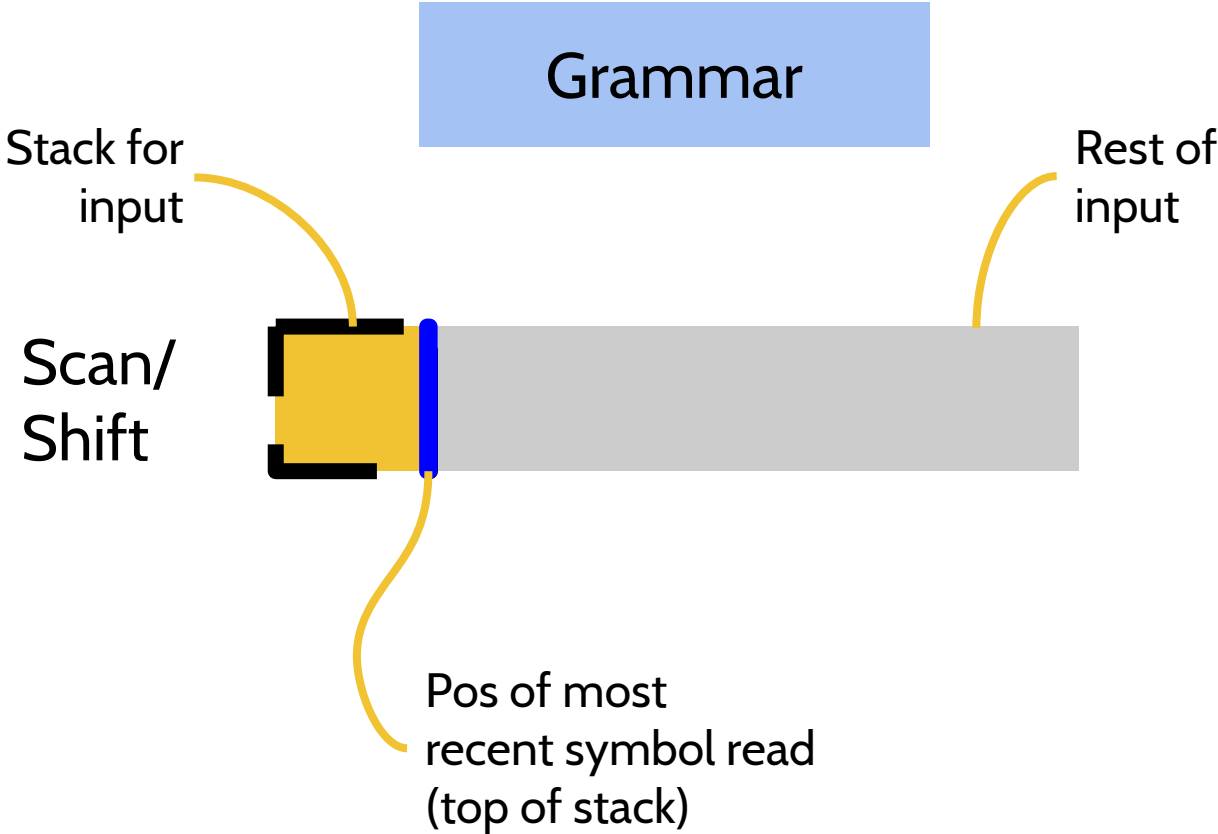 Grammar
Stack for
input
Rest of
input
Scan/
Shift
Pos of most
recent symbol read
(top of stack)